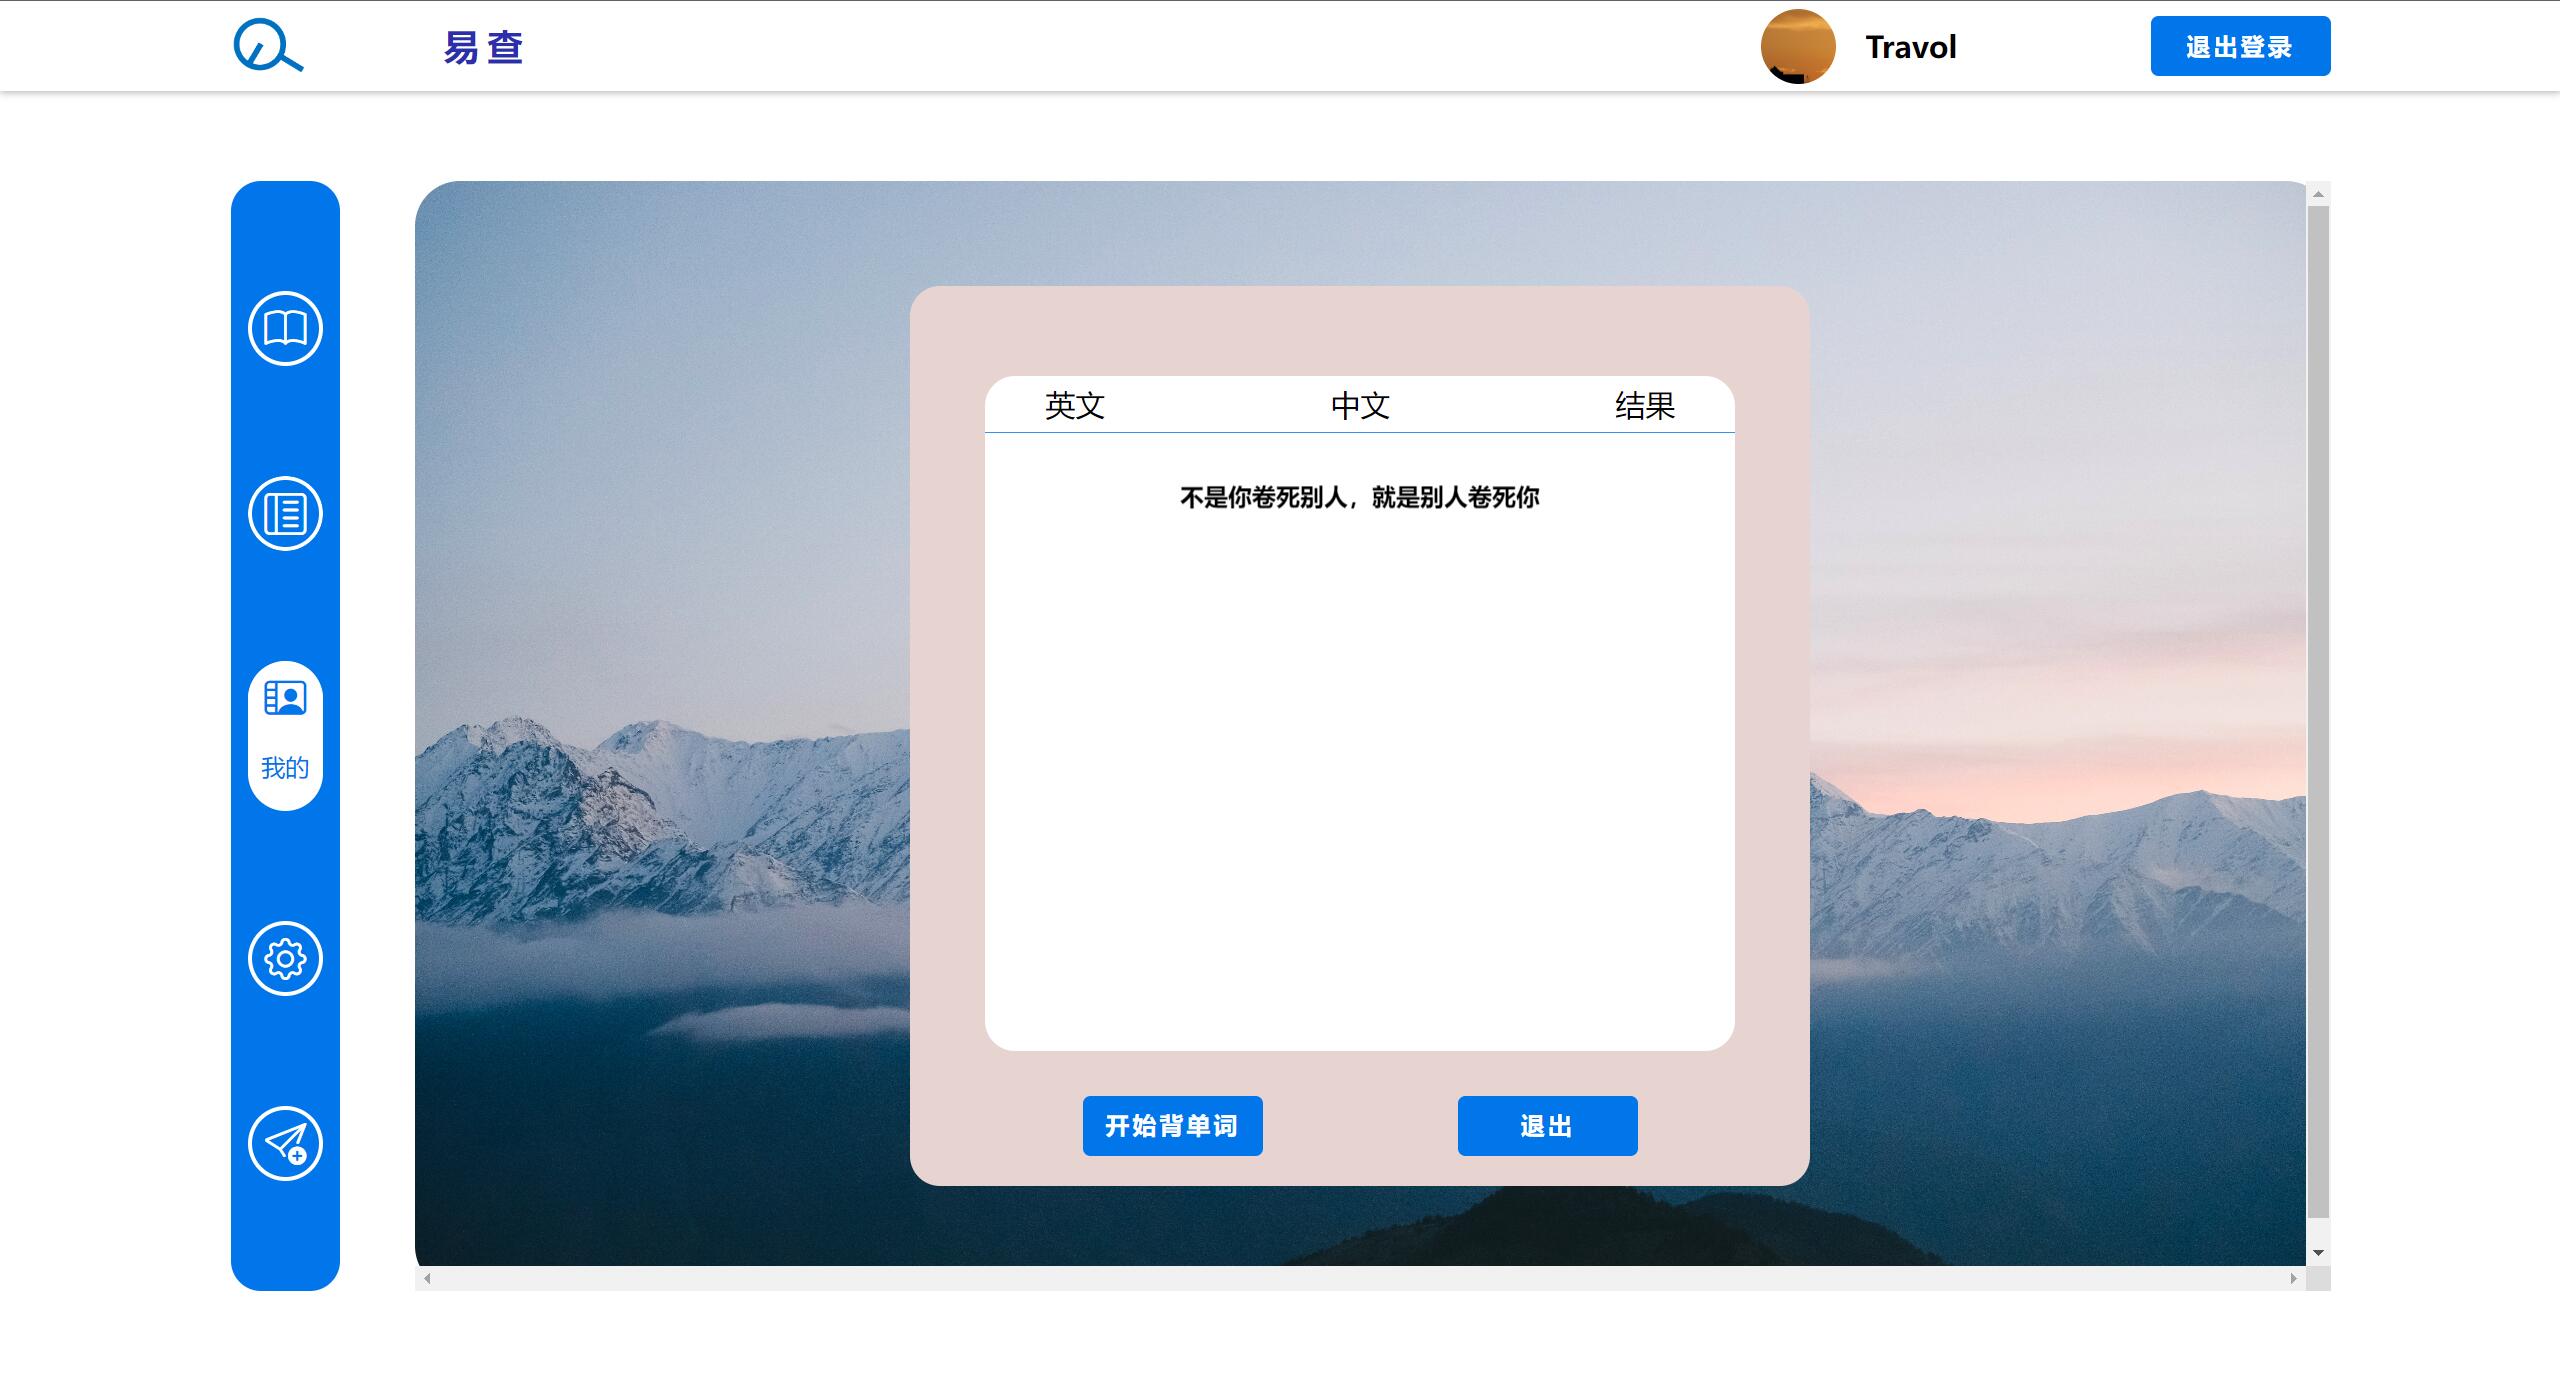 易查
Travol
退出登录
英文 中文 结果
不是你卷死别人，就是别人卷死你
我的
开始背单词
退出